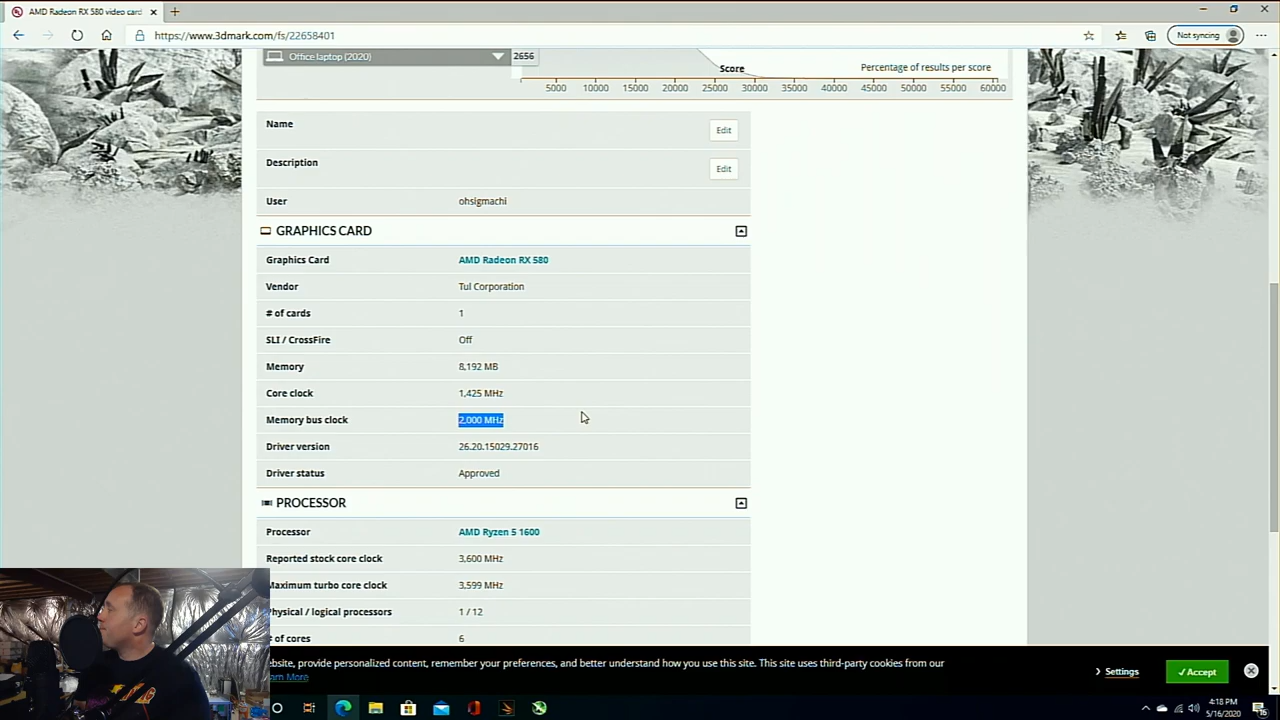 AMD Radeon RX 580 video card
https://www.3dmark.com/fs/22658401
Not syncing
Office laptop (2020)
2656
Score
Percentage of results per score
5000 10000 15000 20000 25000 30000 35000 40000 45000 50000 55000 60000
Name
Edit
Description
Edit
User ohsigmachi
GRAPHICS CARD
Graphics Card AMD Radeon RX 580
Vendor Tul Corporation
# of cards 1
SLI / CrossFire Off
Memory 8,192 MB
Core clock 1,425 MHz
Memory bus clock 2,000 MHz
Driver version 26.20.15029.27016
Driver status Approved
PROCESSOR
Processor AMD Ryzen 5 1600
Reported stock core clock 3,600 MHz
Maximum turbo core clock 3,599 MHz
Physical / logical processors 1 / 12
# of cores 6
ebsite, provide personalized content, remember your preferences, and better understand how you use this site. This site uses third-party cookies from our
arn More
Settings
Accept
4:18 PM
5/16/2020